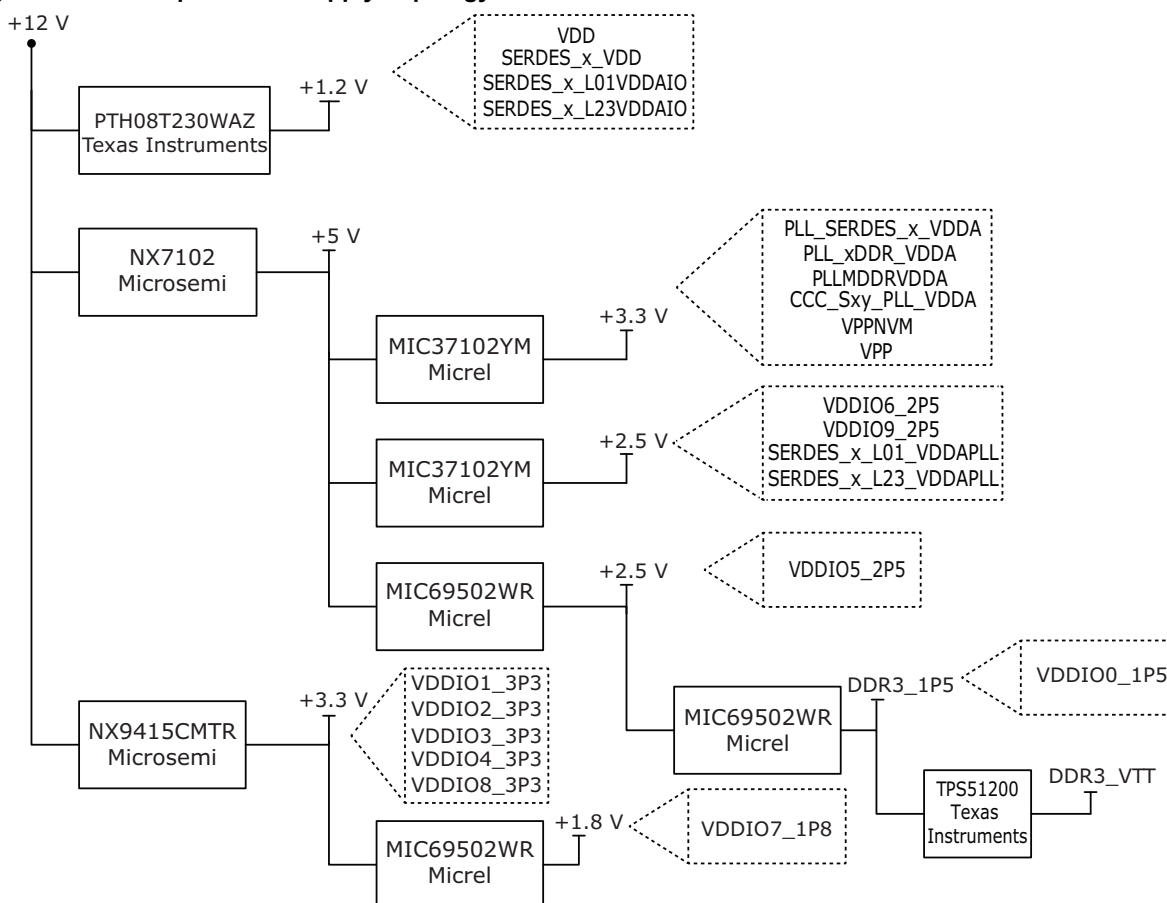 +12 V
VDD
SERDES_x_VDD
SERDES_x_L01VDDAIO
SERDES_x_L23VDDAIO
+1.2 V
PTH08T230WAZ
Texas Instruments
NX7102
Microsemi
+5 V
PLL_SERDES_x_VDDA
PLL_xDDR_VDDA
PLLMDDRVDDA
CCC_Sxy_PLL_VDDA
VPPNVM
VPP
+3.3 V
MIC37102YM
Micrel
VDDIO6_2P5
VDDIO9_2P5
SERDES_x_L01_VDDAPLL
SERDES_x_L23_VDDAPLL
+2.5 V
MIC37102YM
Micrel
+2.5 V
VDDIO5_2P5
MIC69502WR
Micrel
NX9415CMTR
Microsemi
+3.3 V
VDDIO1_3P3
VDDIO2_3P3
VDDIO3_3P3
VDDIO4_3P3
VDDIO8_3P3
MIC69502WR
Micrel
DDR3_1P5
VDDIO0_1P5
TPS51200
Texas
Instruments
DDR3_VTT
MIC69502WR
Micrel
+1.8 V
VDDIO7_1P8